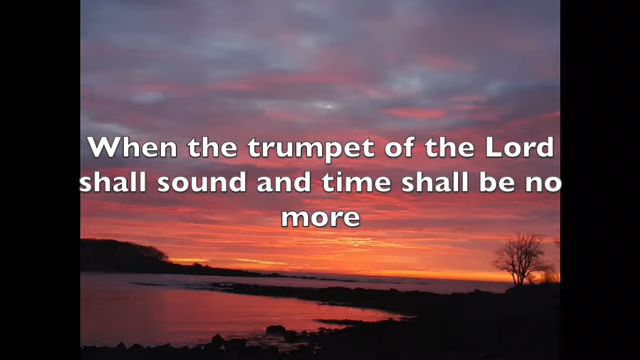 When the trumpet of the Lord
shall sound and time shall be no
more